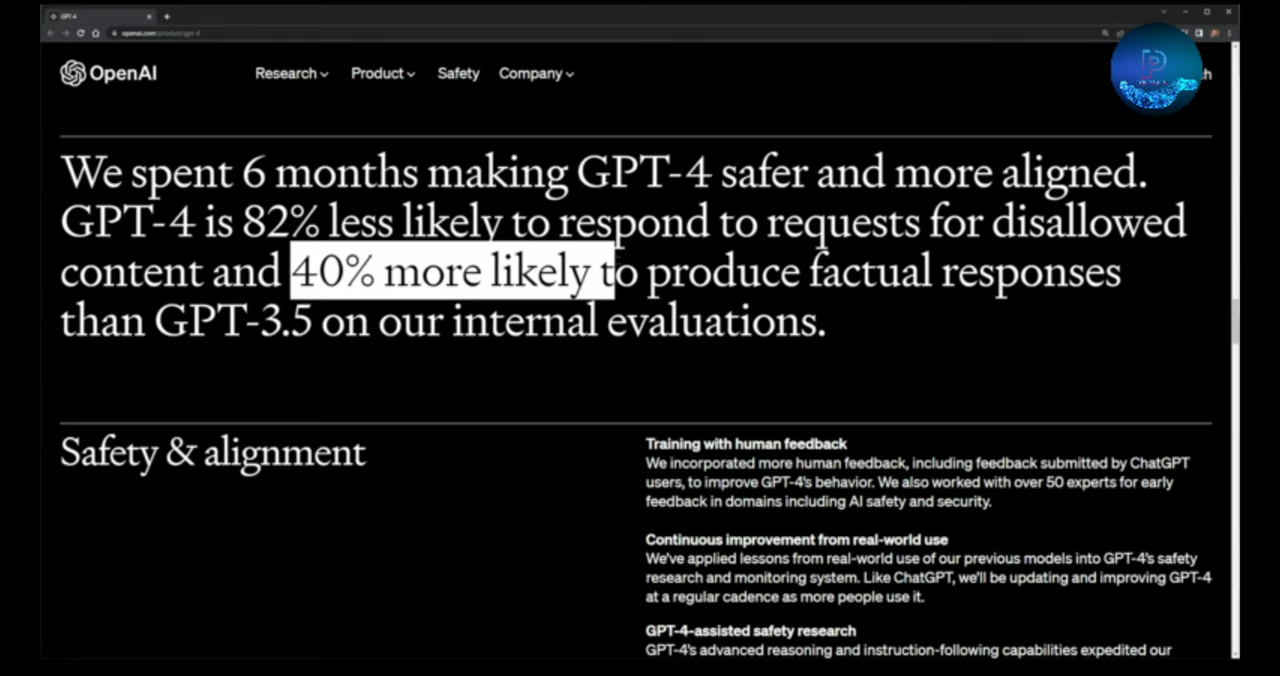 GPT-4
openai.com/product/gpt-4
OpenAI
Research Product Safety Company
We spent 6 months making GPT-4 safer and more aligned.
GPT-4 is 82% less likely to respond to requests for disallowed
content and 40% more likely to produce factual responses
than GPT-3.5 on our internal evaluations.
Safety & alignment
Training with human feedback
We incorporated more human feedback, including feedback submitted by ChatGPT
users, to improve GPT-4's behavior. We also worked with over 50 experts for early
feedback in domains including AI safety and security.
Continuous improvement from real-world use
We've applied lessons from real-world use of our previous models into GPT-4's safety
research and monitoring system. Like ChatGPT, we'll be updating and improving GPT-4
at a regular cadence as more people use it.
GPT-4-assisted safety research
GPT-4's advanced reasoning and instruction-following capabilities expedited our